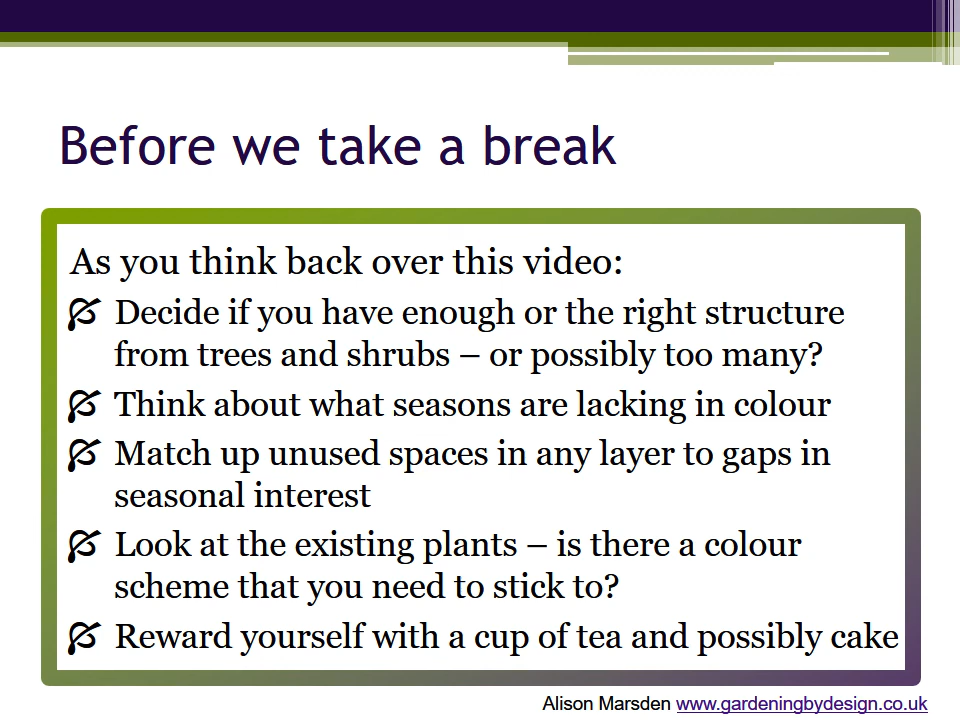 Before we take a break
As you think back over this video:
Decide if you have enough or the right structure
from trees and shrubs – or possibly too many?
Think about what seasons are lacking in colour
Match up unused spaces in any layer to gaps in
seasonal interest
Look at the existing plants – is there a colour
scheme that you need to stick to?
Reward yourself with a cup of tea and possibly cake
Alison Marsden www.gardeningbydesign.co.uk